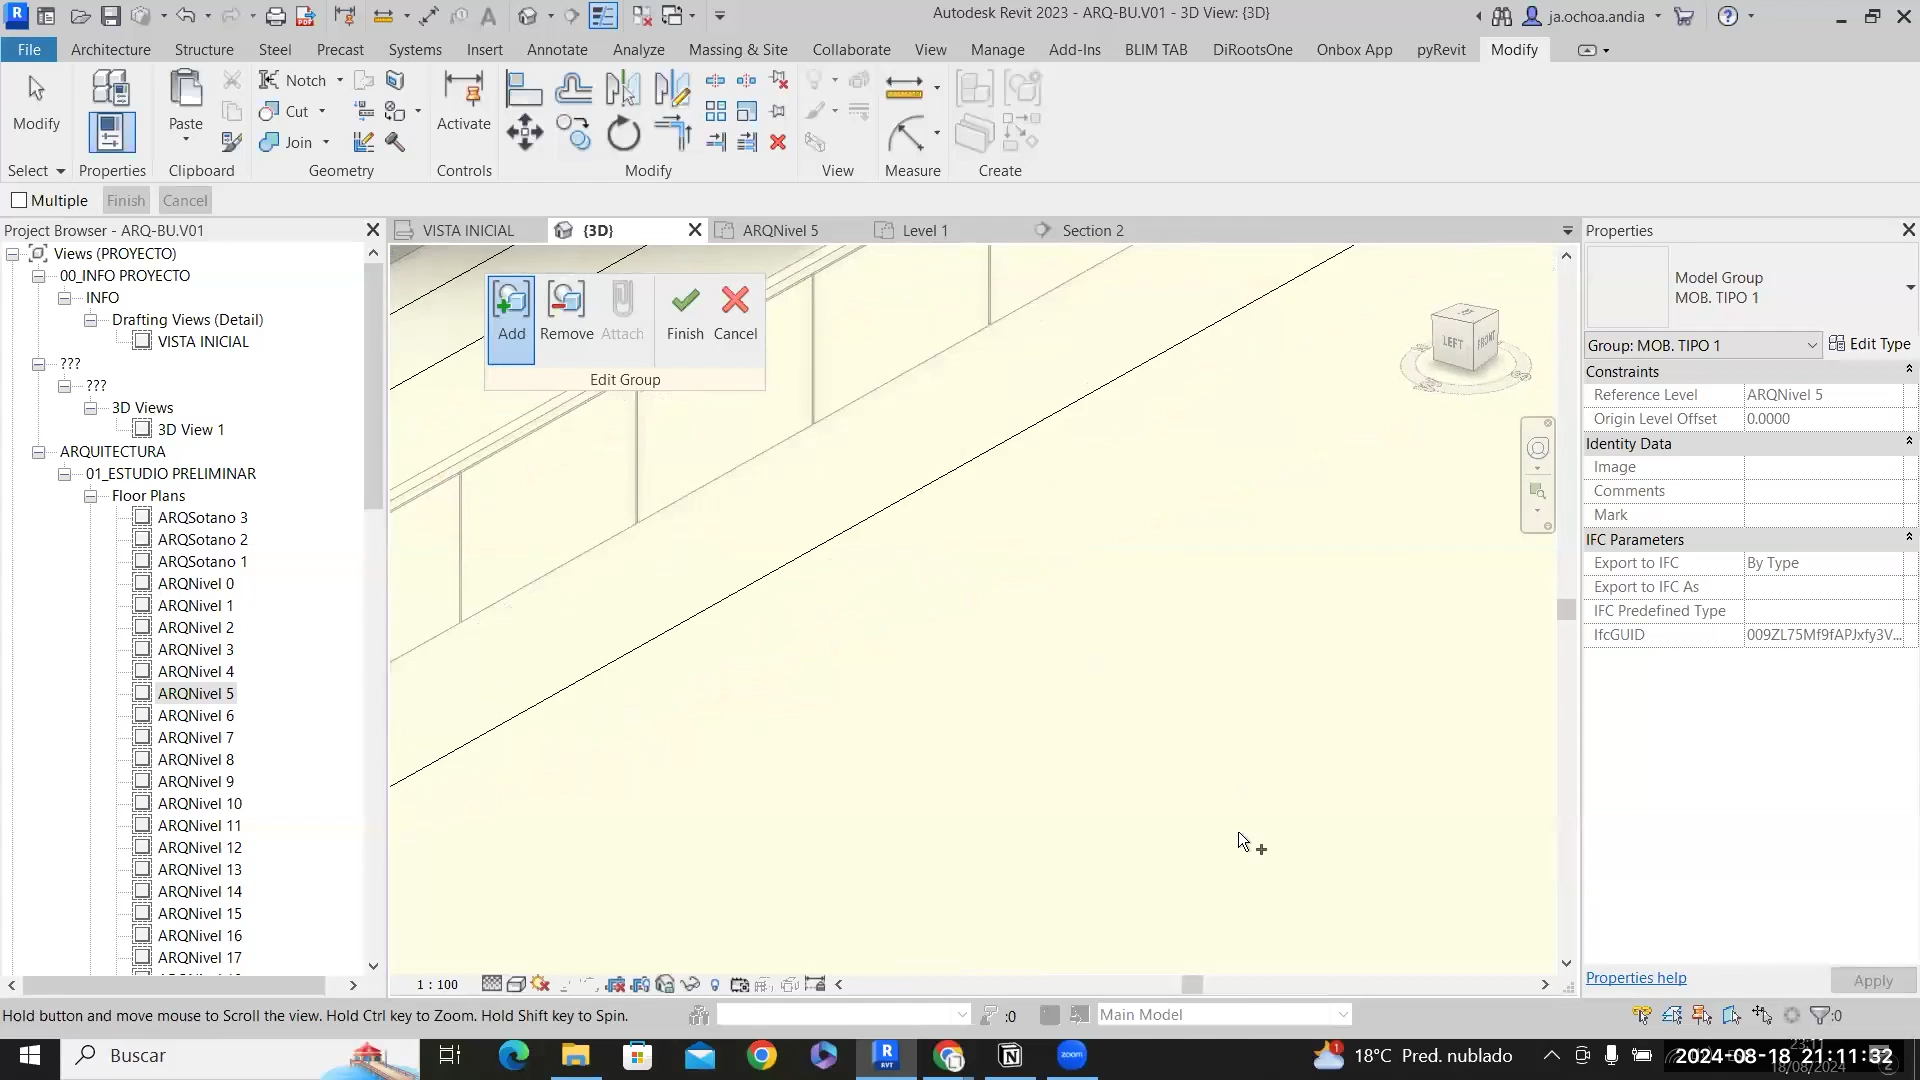 Autodesk Revit 2023 - ARQ-BU.V01 - 3D View: {3D}
ja.ochoa.andia
File Architecture Structure Steel Precast Systems Insert Annotate Analyze Massing & Site Collaborate View Manage Add-Ins BLIM TAB DiRootsOne Onbox App pyRevit Modify
Modify
Paste
Notch
Cut
Join
Activate
Select Properties Clipboard Geometry Controls Modify View Measure Create
Multiple Finish Cancel
Project Browser - ARQ-BU.V01
Views (PROYECTO)
00_INFO PROYECTO
INFO
Drafting Views (Detail)
VISTA INICIAL
???
???
3D Views
3D View 1
ARQUITECTURA
01_ESTUDIO PRELIMINAR
Floor Plans
ARQSotano 3
ARQSotano 2
ARQSotano 1
ARQNivel 0
ARQNivel 1
ARQNivel 2
ARQNivel 3
ARQNivel 4
ARQNivel 5
ARQNivel 6
ARQNivel 7
ARQNivel 8
ARQNivel 9
ARQNivel 10
ARQNivel 11
ARQNivel 12
ARQNivel 13
ARQNivel 14
ARQNivel 15
ARQNivel 16
ARQNivel 17
VISTA INICIAL {3D} ARQNivel 5 Level 1 Section 2
Add Remove Attach Finish Cancel
Edit Group
LEFT FRONT
1 : 100
Properties
Model Group
MOB. TIPO 1
Group: MOB. TIPO 1 Edit Type
Constraints
Reference Level ARQNivel 5
Origin Level Offset 0.0000
Identity Data
Image
Comments
Mark
IFC Parameters
Export to IFC By Type
Export to IFC As
IFC Predefined Type
IfcGUID 009ZL75Mf9fAPJxfy3V...
Properties help Apply
Hold button and move mouse to Scroll the view. Hold Ctrl key to Zoom. Hold Shift key to Spin.
:0 Main Model :0
Buscar
zoom
18°C Pred. nublado
2024-08-18 21:11:32
18/08/2024